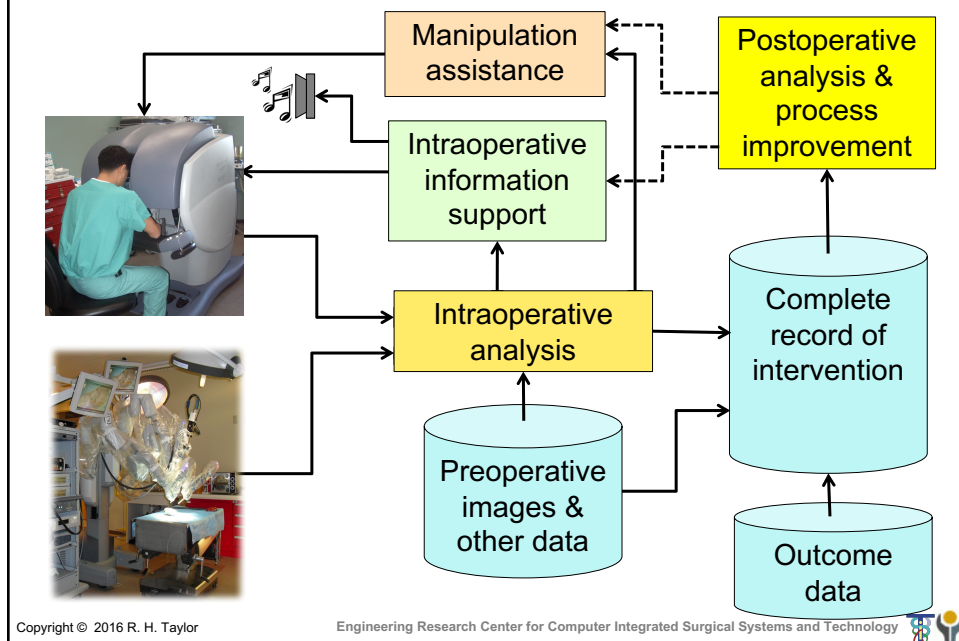 Manipulation
assistance
Postoperative
analysis &
process
improvement
Intraoperative
information
support
Intraoperative
analysis
Complete
record of
intervention
Preoperative
images &
other data
Outcome
data
Copyright © 2016 R. H. Taylor
Engineering Research Center for Computer Integrated Surgical Systems and Technology